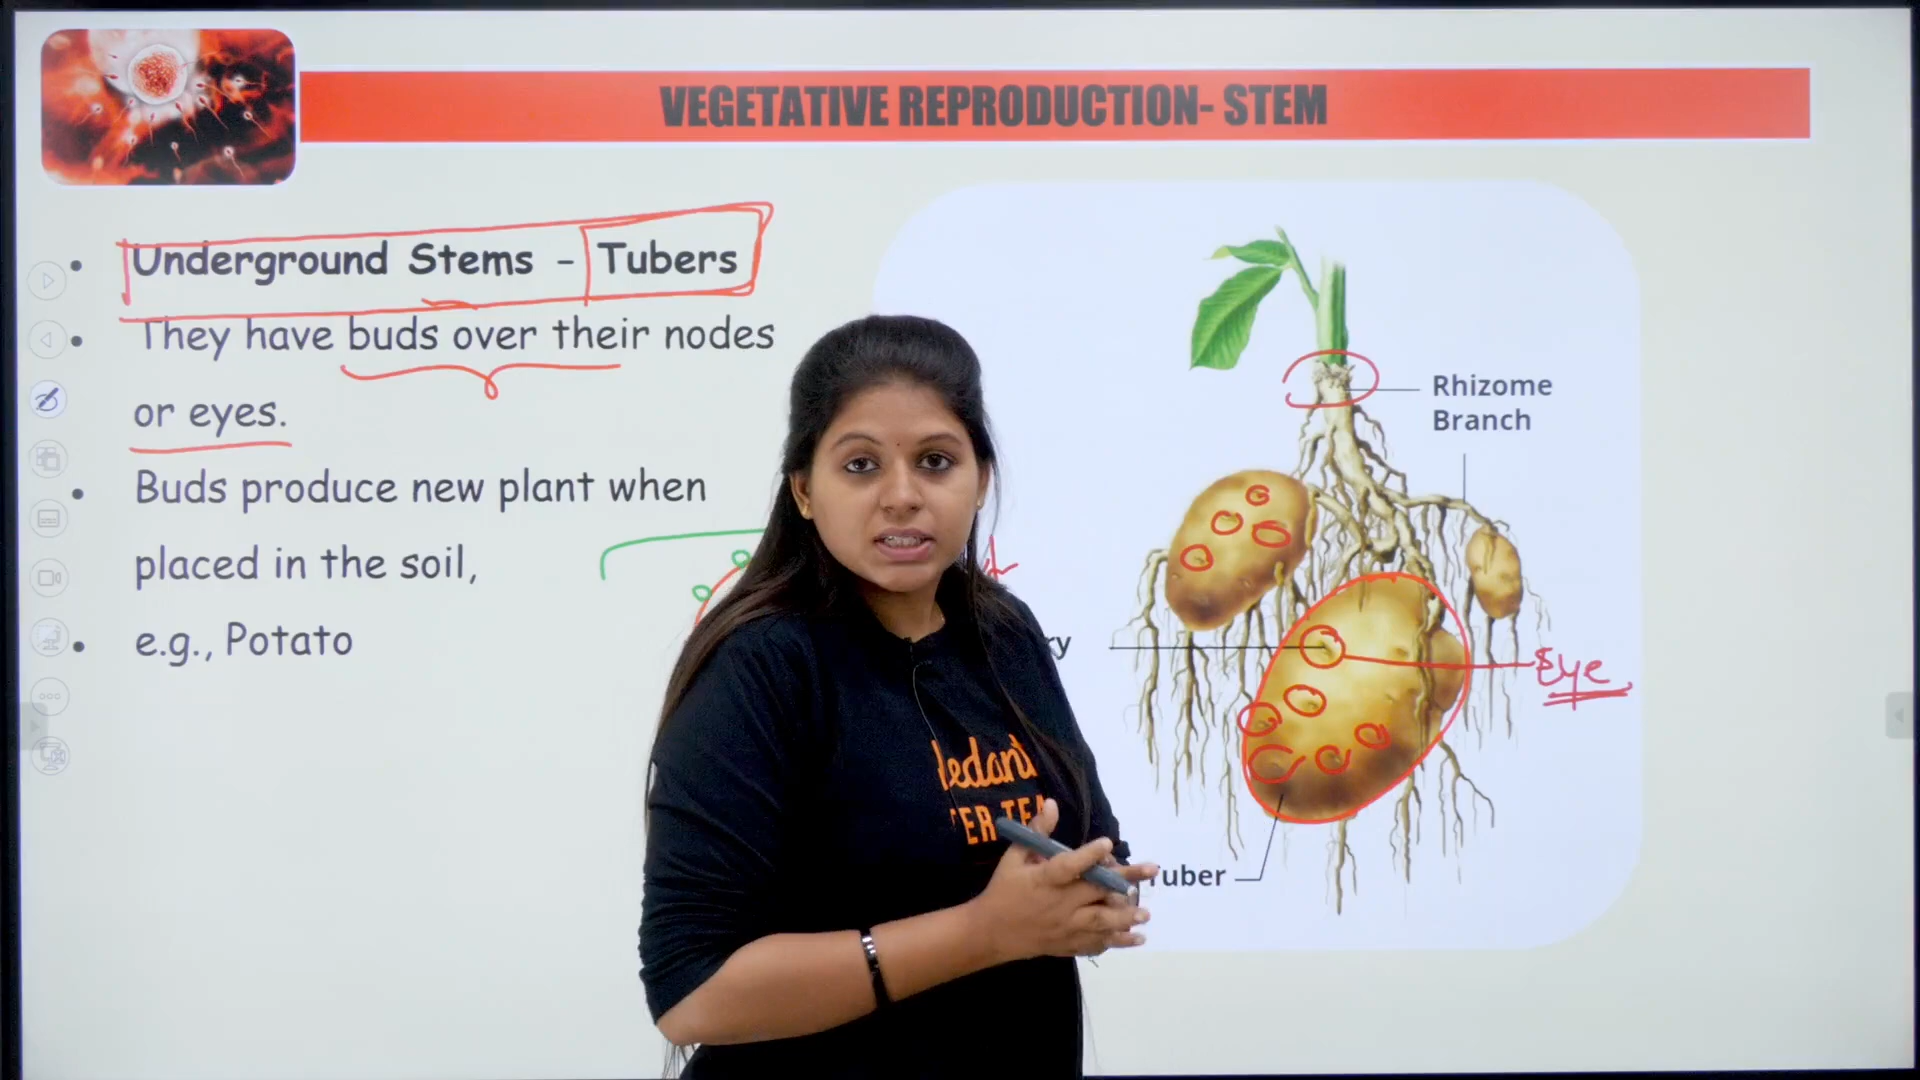 VEGETATIVE REPRODUCTION- STEM
Underground Stems - Tubers
They have buds over their nodes
or eyes.
Buds produce new plant when
placed in the soil,
e.g., Potato
Rhizome
Branch
Eye
Tuber